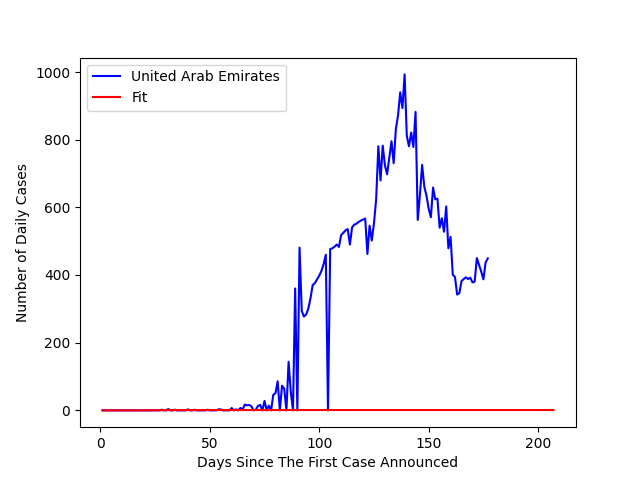 United Arab Emirates
Fit
1000
800
600
400
200
0
Number of Daily Cases
0 50 100 150 200
Days Since The First Case Announced